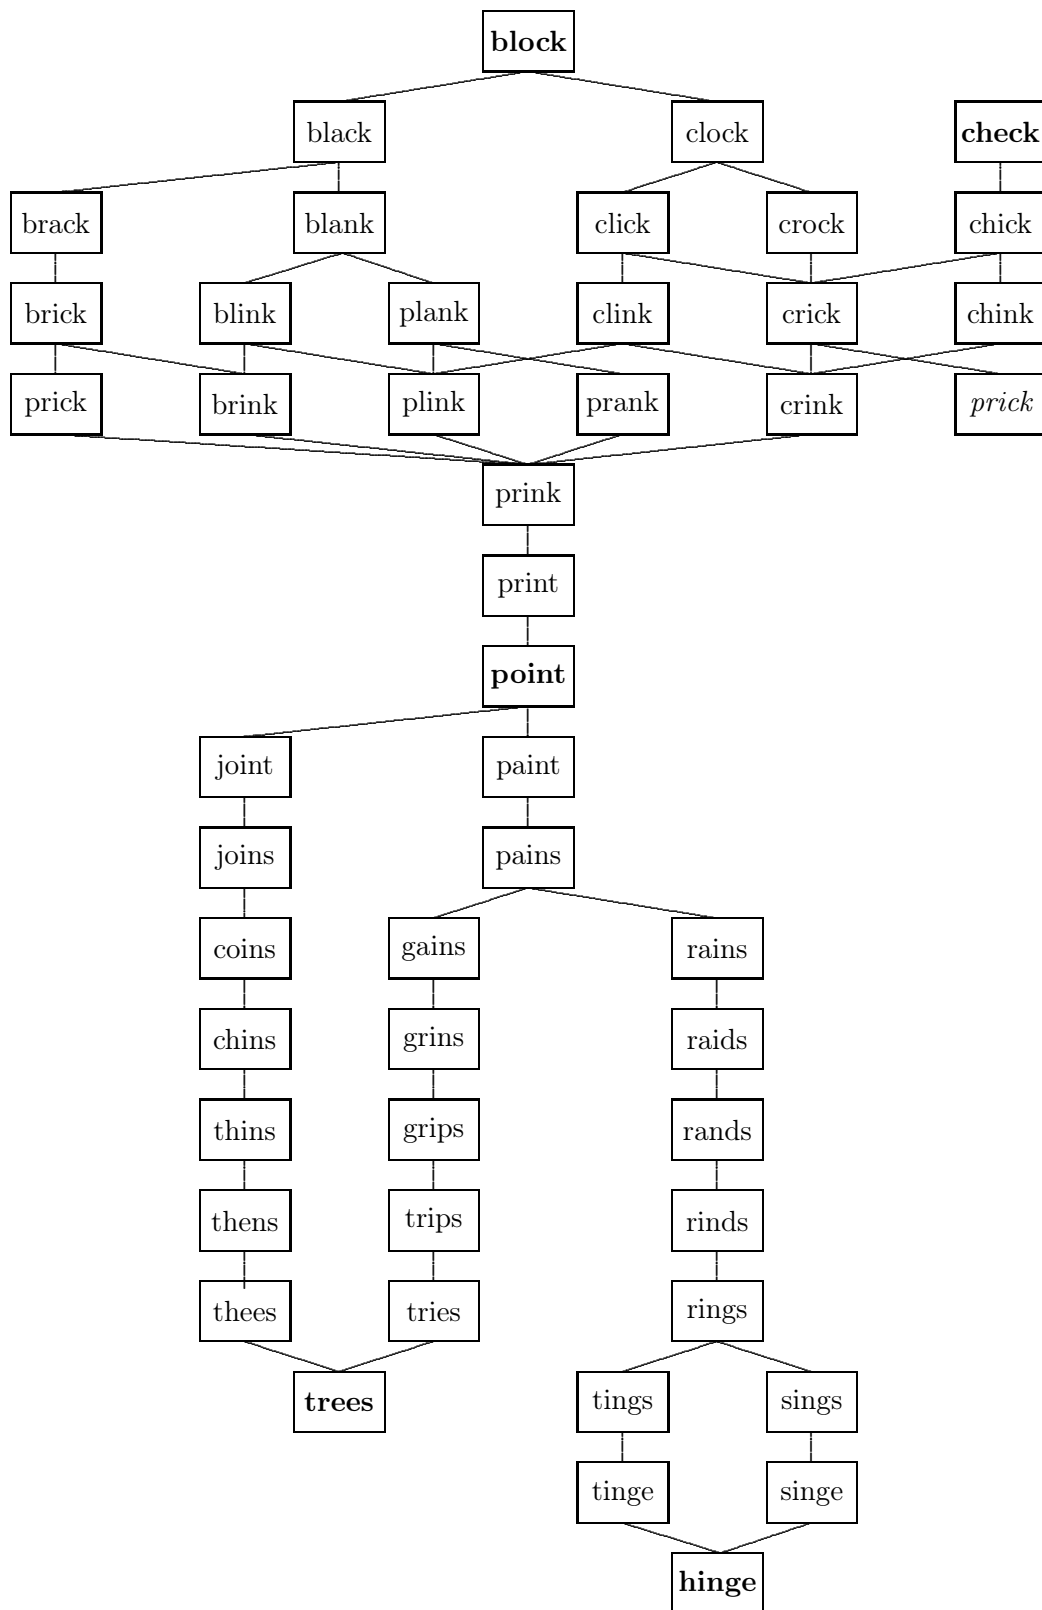 block
black clock check
brack blank click crock chick
brick blink plank clink crick chink
prick brink plink prank crink prick
prink
print
point
joint paint
joins pains
coins gains rains
chins grins raids
thins grips rands
thens trips rinds
thees tries rings
trees tings sings
tinge singe
hinge